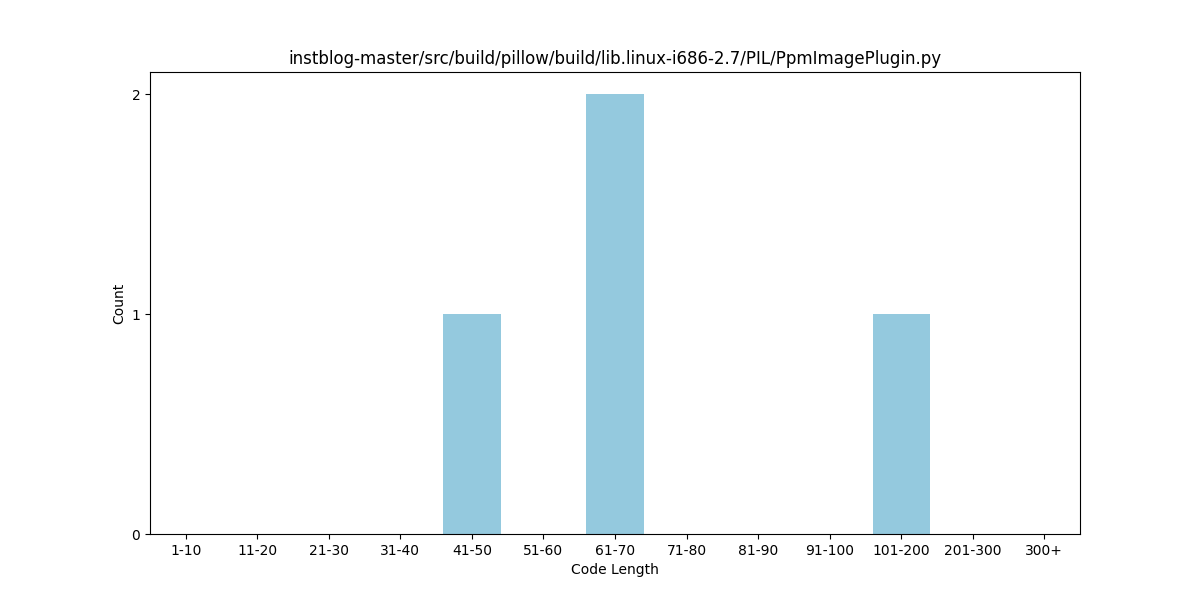 instblog-master/src/build/pillow/build/lib.linux-i686-2.7/PIL/PpmImagePlugin.py
2
1
0
Count
1-10 11-20 21-30 31-40 41-50 51-60 61-70 71-80 81-90 91-100 101-200 201-300 300+
Code Length